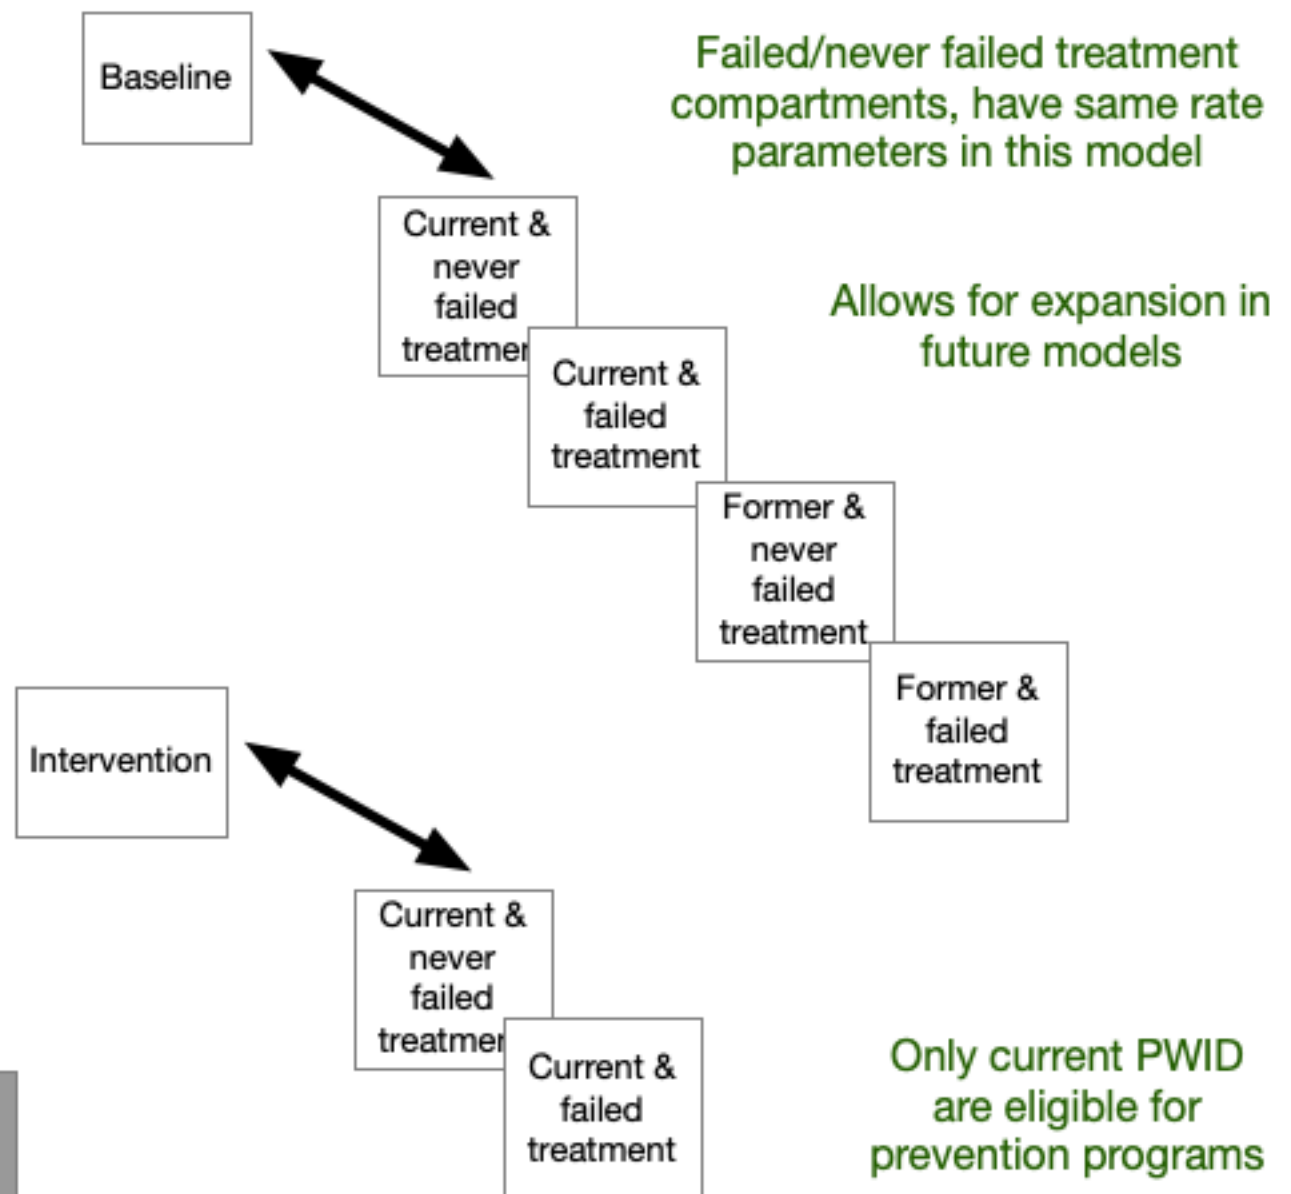 Baseline
Failed/never failed treatment
compartments, have same rate
parameters in this model
Current &
never
failed
treatmen
Allows for expansion in
future models
Current &
failed
treatment
Former &
never
failed
treatment
Former &
failed
treatment
Intervention
Current &
never
failed
treatmen
Current &
failed
treatment
Only current PWID
are eligible for
prevention programs